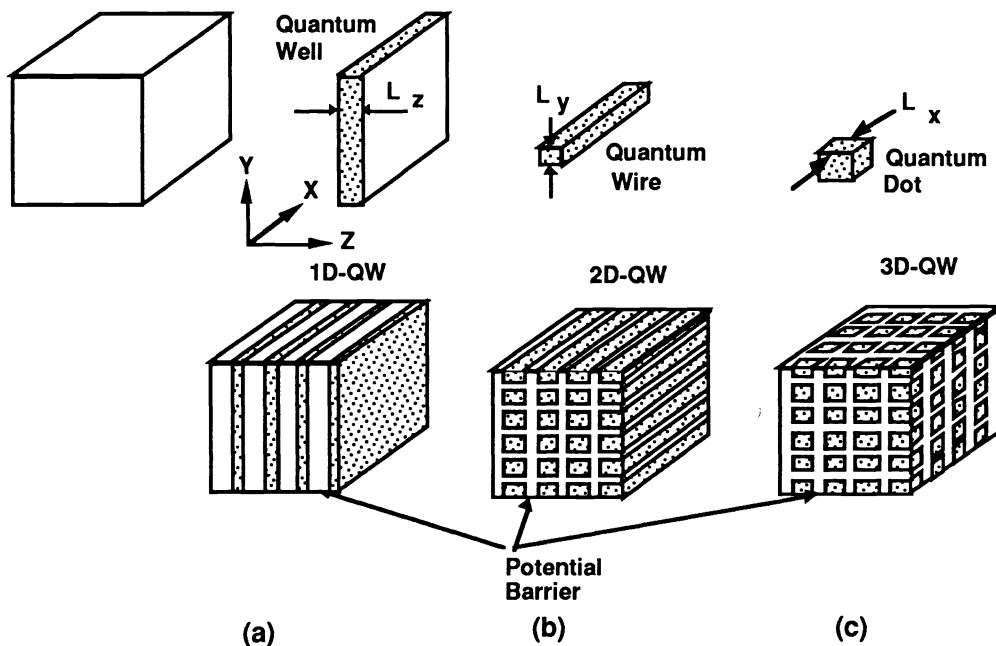 Quantum
Well
L z
L y
Quantum
Wire
L x
Quantum
Dot
Y
X
Z
1D-QW
2D-QW
3D-QW
Potential
Barrier
(a)
(b)
(c)